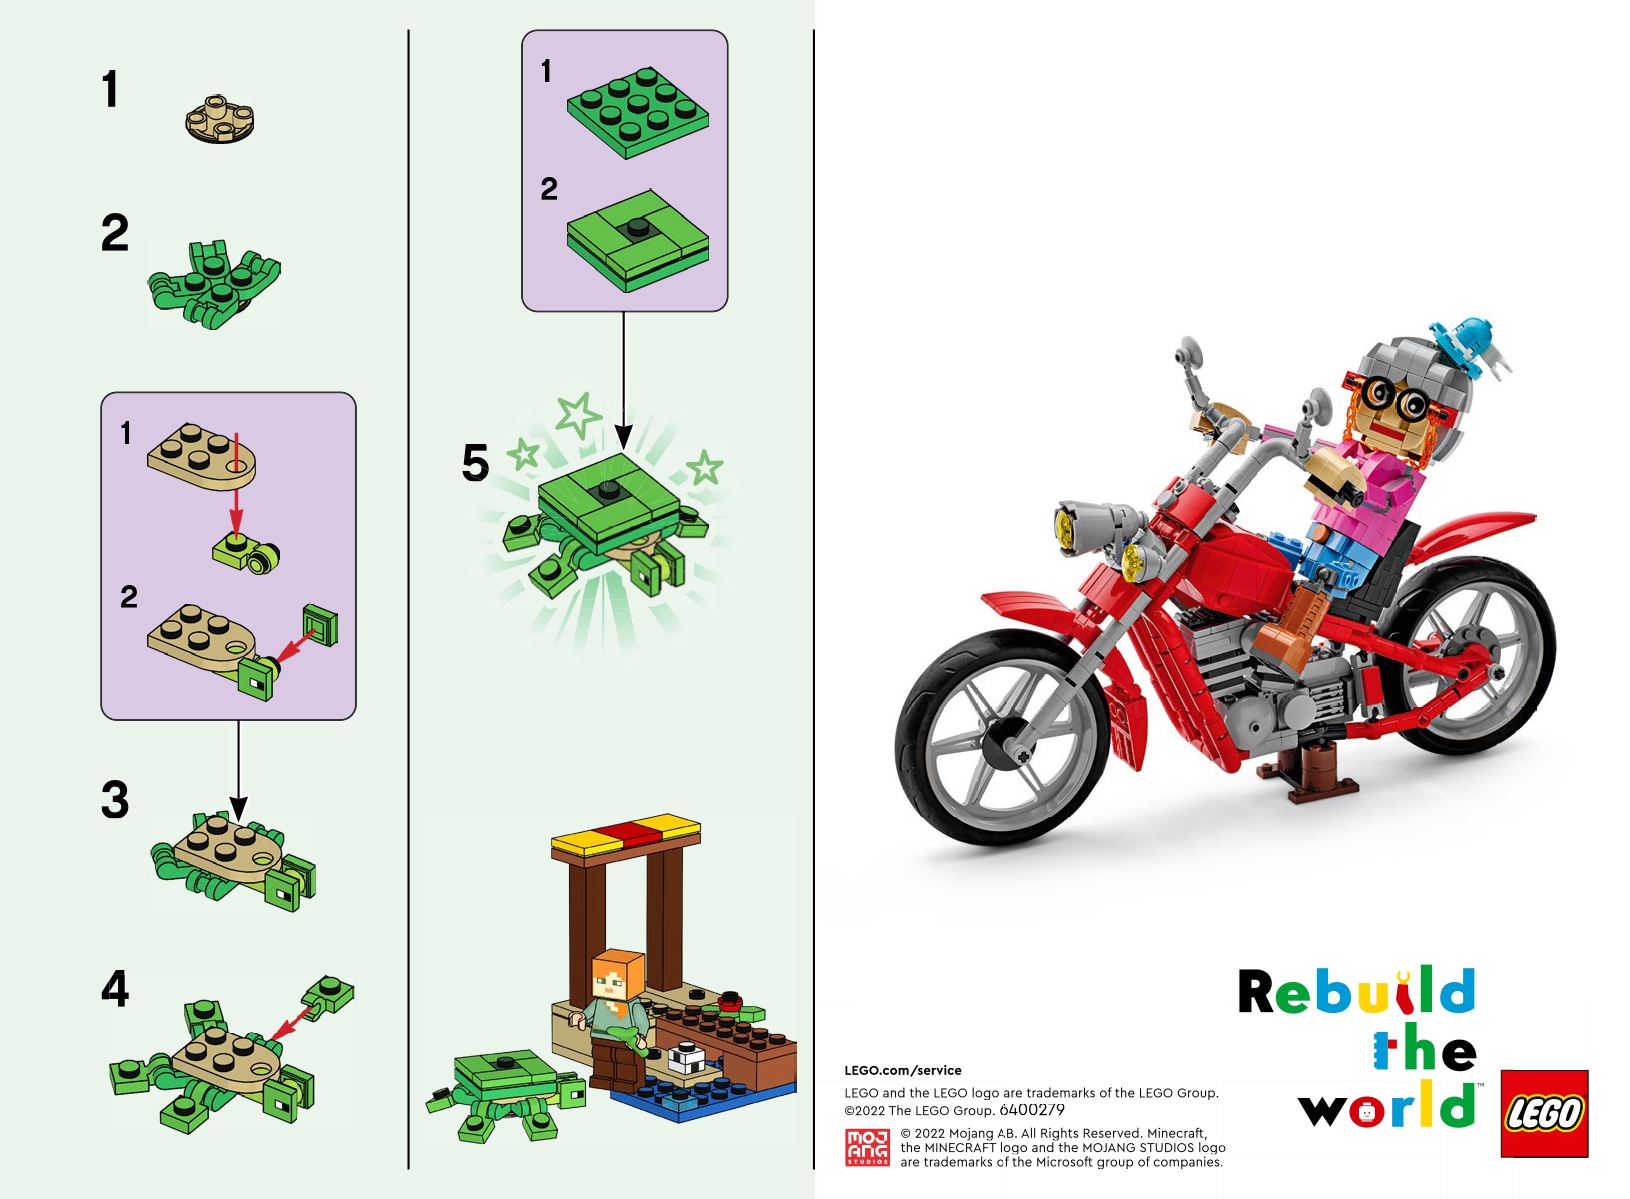 1
2
1
2
3
4
1
2
5
Rebuild
the
world™
LEGO.com/service
LEGO and the LEGO logo are trademarks of the LEGO Group.
©2022 The LEGO Group. 6400279
MOJ
ANG
STUDIOS
© 2022 Mojang AB. All Rights Reserved. Minecraft,
the MINECRAFT logo and the MOJANG STUDIOS logo
are trademarks of the Microsoft group of companies.
LEGO